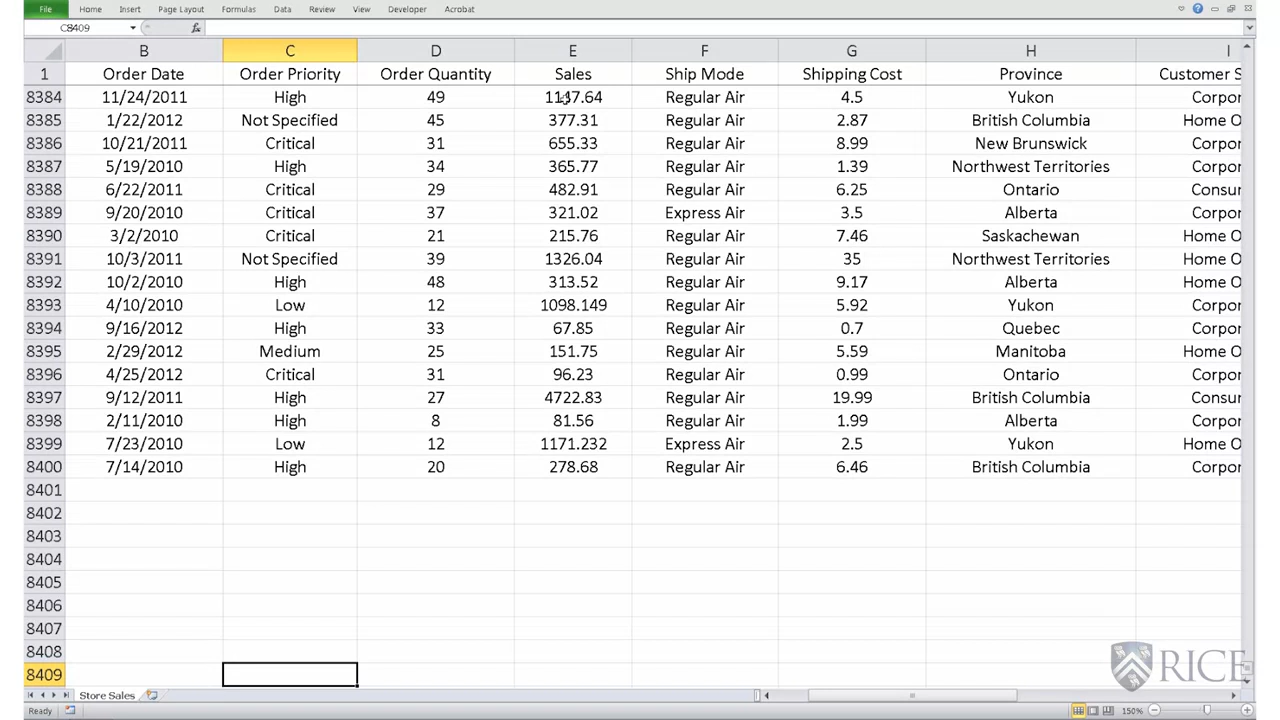 File Home Insert Page Layout Formulas Data Review View Developer Acrobat
C8409 fx
B C D E F G H I
1 Order Date Order Priority Order Quantity Sales Ship Mode Shipping Cost Province Customer S
8384 11/24/2011 High 49 1137.64 Regular Air 4.5 Yukon Corpor
8385 1/22/2012 Not Specified 45 377.31 Regular Air 2.87 British Columbia Home O
8386 10/21/2011 Critical 31 655.33 Regular Air 8.99 New Brunswick Corpor
8387 5/19/2010 High 34 365.77 Regular Air 1.39 Northwest Territories Corpor
8388 6/22/2011 Critical 29 482.91 Regular Air 6.25 Ontario Consur
8389 9/20/2010 Critical 37 321.02 Express Air 3.5 Alberta Corpor
8390 3/2/2010 Critical 21 215.76 Regular Air 7.46 Saskachewan Home O
8391 10/3/2011 Not Specified 39 1326.04 Regular Air 35 Northwest Territories Home O
8392 10/2/2010 High 48 313.52 Regular Air 9.17 Alberta Home O
8393 4/10/2010 Low 12 1098.149 Regular Air 5.92 Yukon Corpor
8394 9/16/2012 High 33 67.85 Regular Air 0.7 Quebec Corpor
8395 2/29/2012 Medium 25 151.75 Regular Air 5.59 Manitoba Home O
8396 4/25/2012 Critical 31 96.23 Regular Air 0.99 Ontario Corpor
8397 9/12/2011 High 27 4722.83 Regular Air 19.99 British Columbia Consur
8398 2/11/2010 High 8 81.56 Regular Air 1.99 Alberta Corpor
8399 7/23/2010 Low 12 1171.232 Express Air 2.5 Yukon Home O
8400 7/14/2010 High 20 278.68 Regular Air 6.46 British Columbia Corpor
8401
8402
8403
8404
8405
8406
8407
8408
8409
RICE
Store Sales
Ready 150%